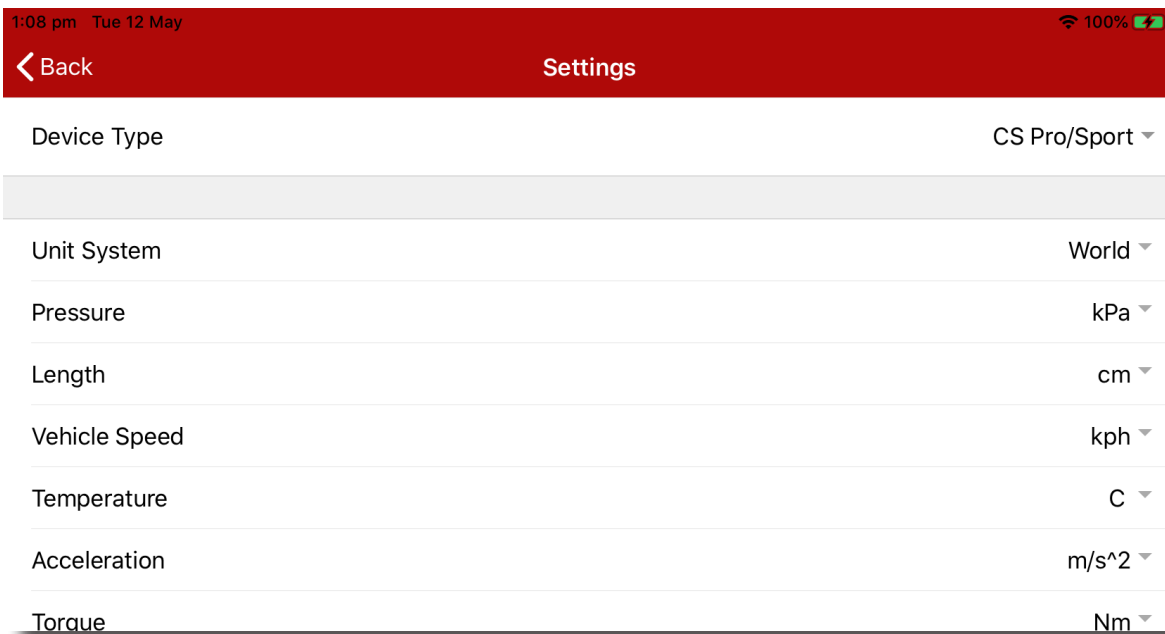 1:08 pm Tue 12 May 100%
Back Settings
Device Type CS Pro/Sport
Unit System World
Pressure kPa
Length cm
Vehicle Speed kph
Temperature C
Acceleration m/s^2
Torque Nm